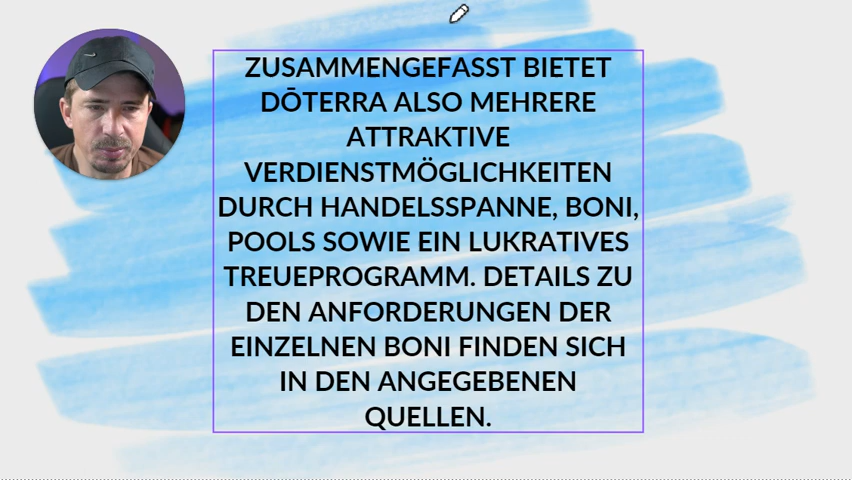 ZUSAMMENGEFASST BIETET
DŌTERRA ALSO MEHRERE
ATTRAKTIVE
VERDIENSTMÖGLICHKEITEN
DURCH HANDELSSPANNE, BONI,
POOLS SOWIE EIN LUKRATIVES
TREUEPROGRAMM. DETAILS ZU
DEN ANFORDERUNGEN DER
EINZELNEN BONI FINDEN SICH
IN DEN ANGEGEBENEN
QUELLEN.